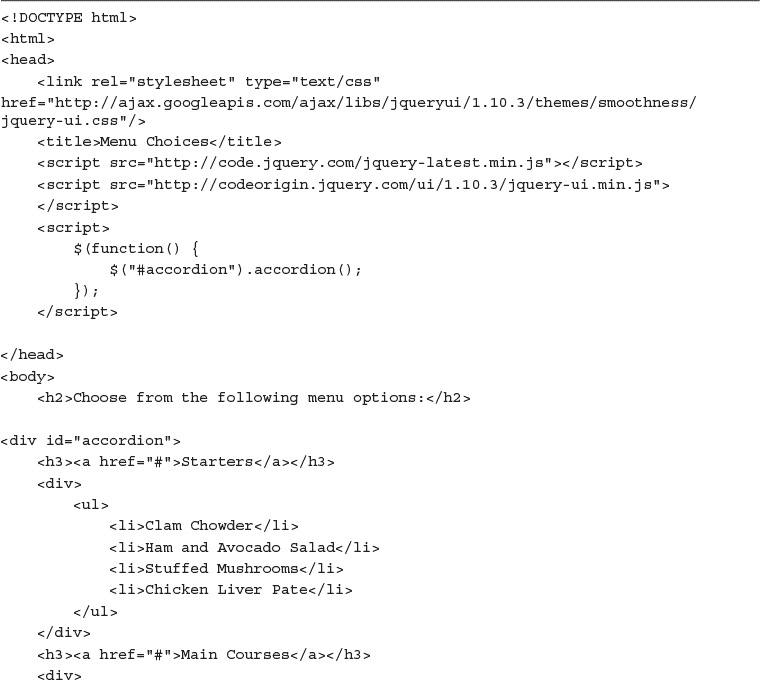 <!DOCTYPE html>
<html>
<head>
    <link rel="stylesheet" type="text/css"
href="http://ajax.googleapis.com/ajax/libs/jqueryui/1.10.3/themes/smoothness/
jquery-ui.css"/>
    <title>Menu Choices</title>
    <script src="http://code.jquery.com/jquery-latest.min.js"></script>
    <script src="http://codeorigin.jquery.com/ui/1.10.3/jquery-ui.min.js">
    </script>
    <script>
        $(function() {
            $("#accordion").accordion();
        });
    </script>

</head>
<body>
    <h2>Choose from the following menu options:</h2>

<div id="accordion">
    <h3><a href="#">Starters</a></h3>
    <div>
        <ul>
            <li>Clam Chowder</li>
            <li>Ham and Avocado Salad</li>
            <li>Stuffed Mushrooms</li>
            <li>Chicken Liver Pate</li>
        </ul>
    </div>
    <h3><a href="#">Main Courses</a></h3>
    <div>